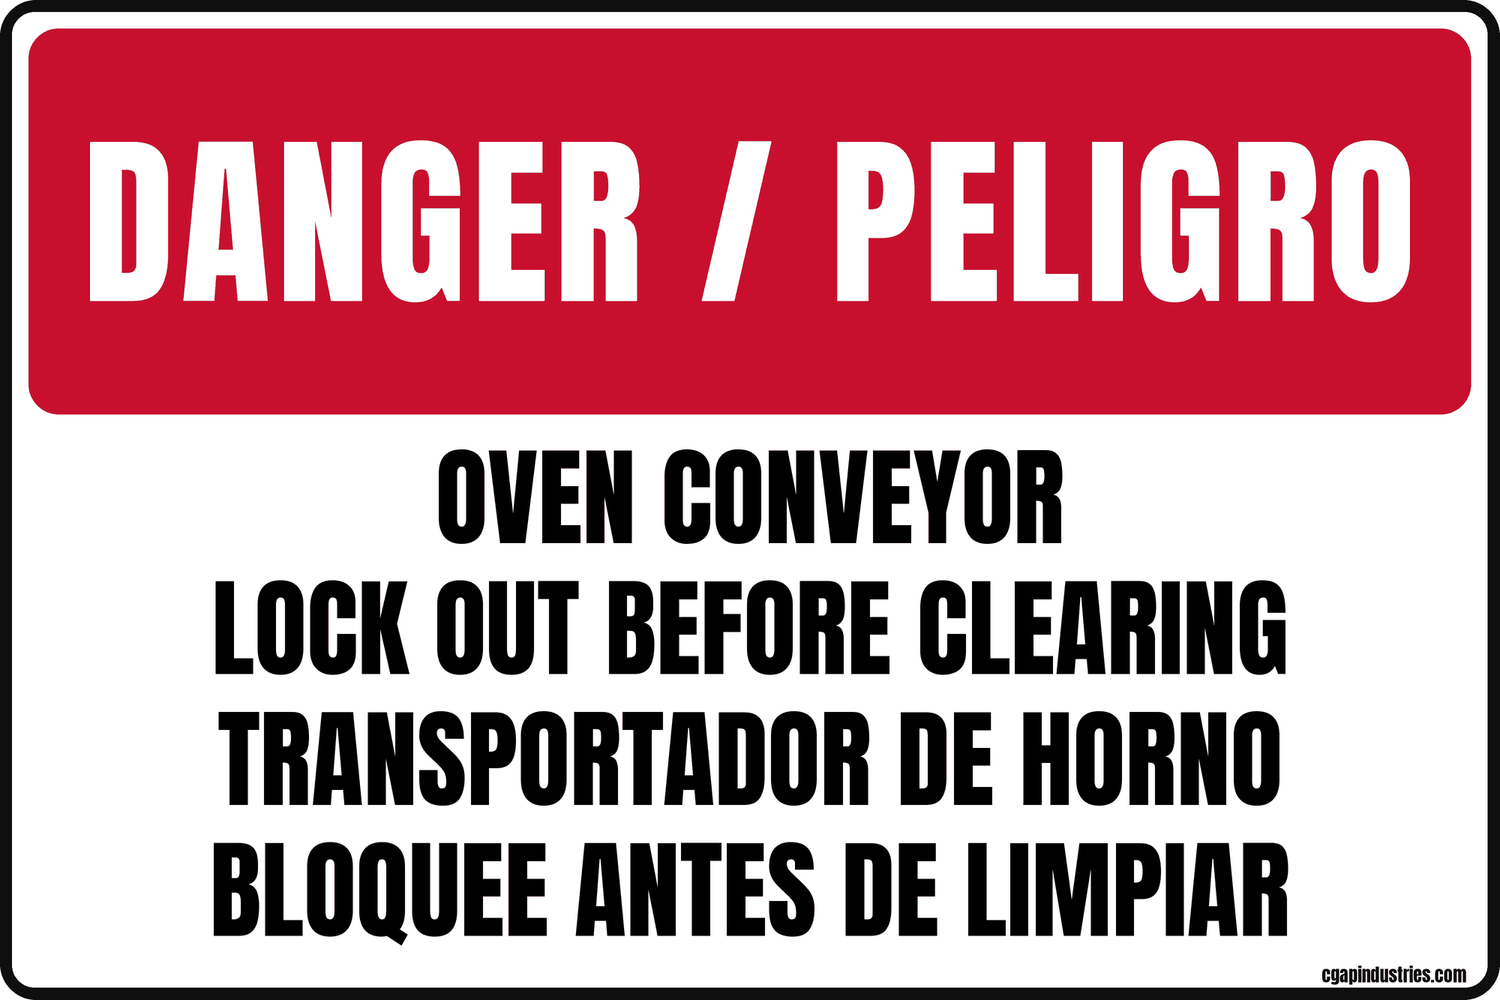 DANGER / PELIGRO
OVEN CONVEYOR
LOCK OUT BEFORE CLEARING
TRANSPORTADOR DE HORNO
BLOQUEE ANTES DE LIMPIAR
cgapindustries.com